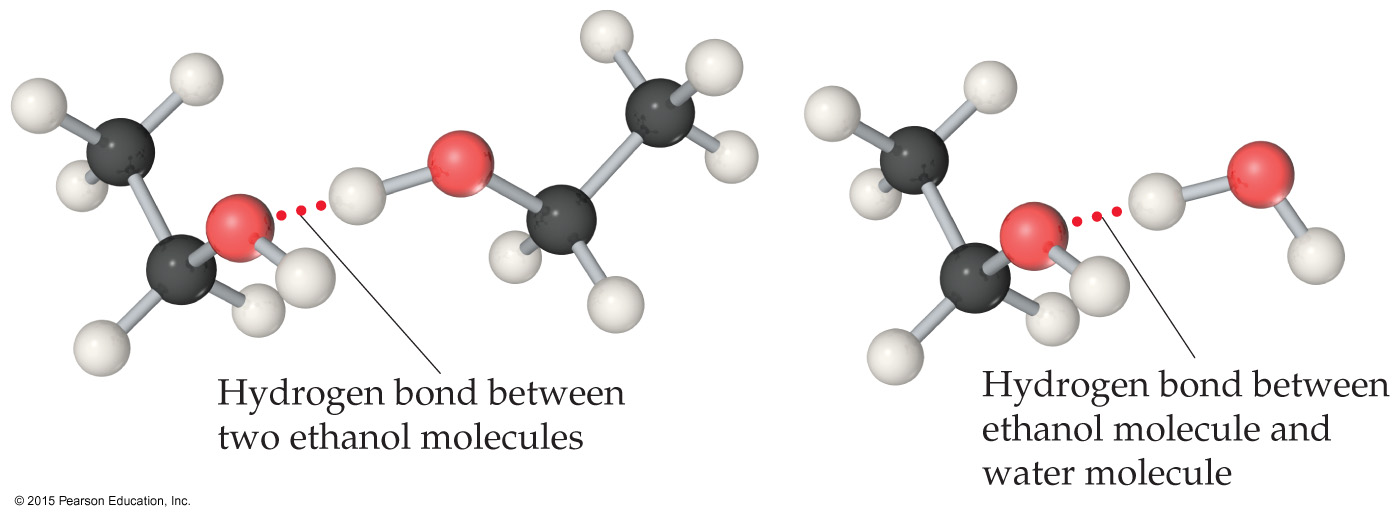 Hydrogen bond between
two ethanol molecules
Hydrogen bond between
ethanol molecule and
water molecule
© 2015 Pearson Education, Inc.